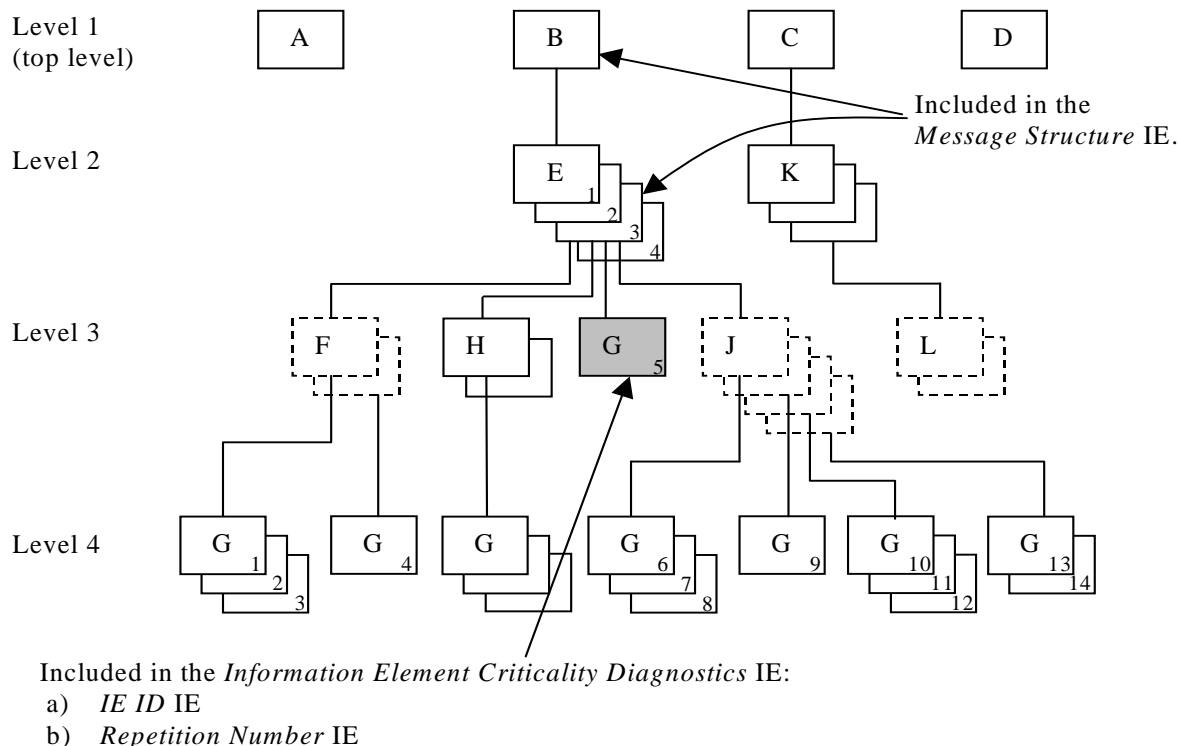 Level 1
(top level)
A
B
C
D
Included in the
Message Structure IE.
Level 2
E
1
2
3
4
K
Level 3
F
H
G
5
J
L
Level 4
G
1
2
3
G
4
G
G
6
7
8
G
9
G
10
11
12
G
13
14
Included in the Information Element Criticality Diagnostics IE:
a) IE ID IE
b) Repetition Number IE